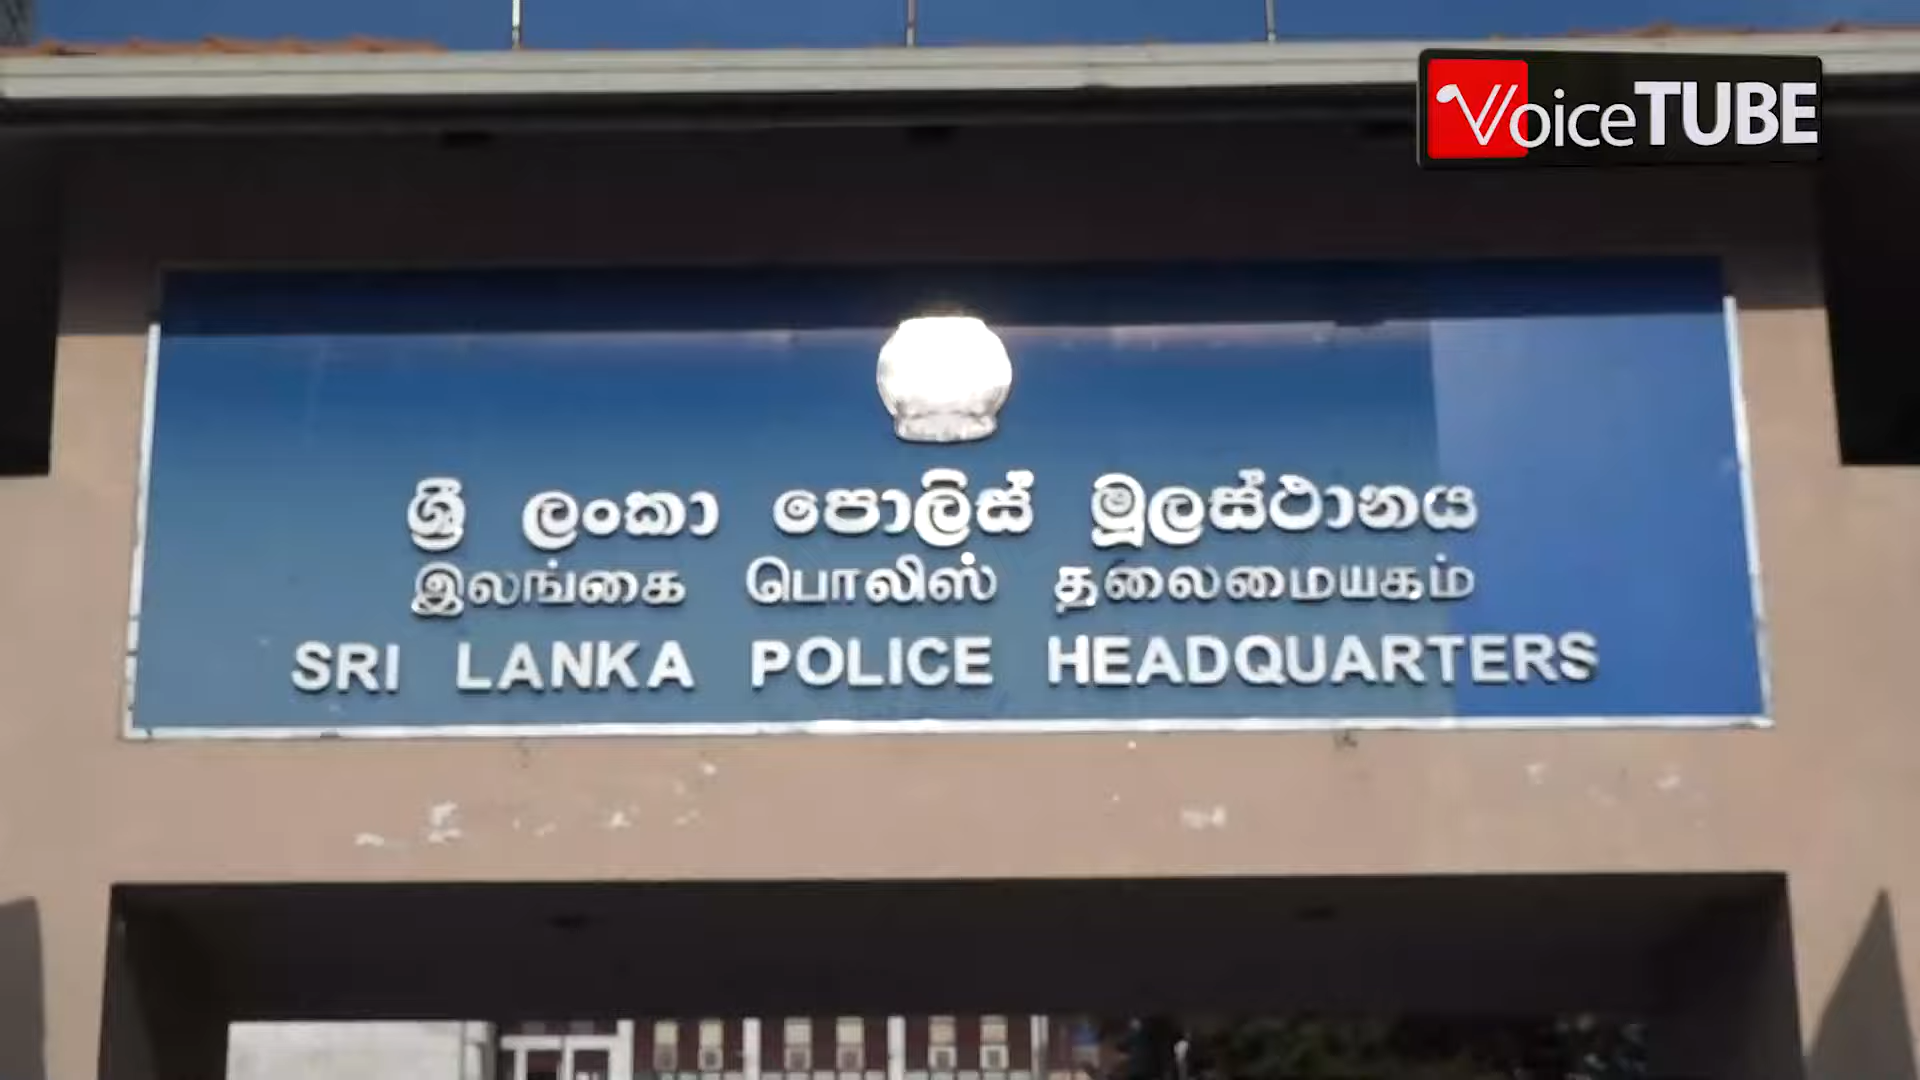 VoiceTUBE
ශ්‍රී ලංකා පොලිස් මූලස්ථානය
இலங்கை பொலிஸ் தலைமையகம்
SRI LANKA POLICE HEADQUARTERS